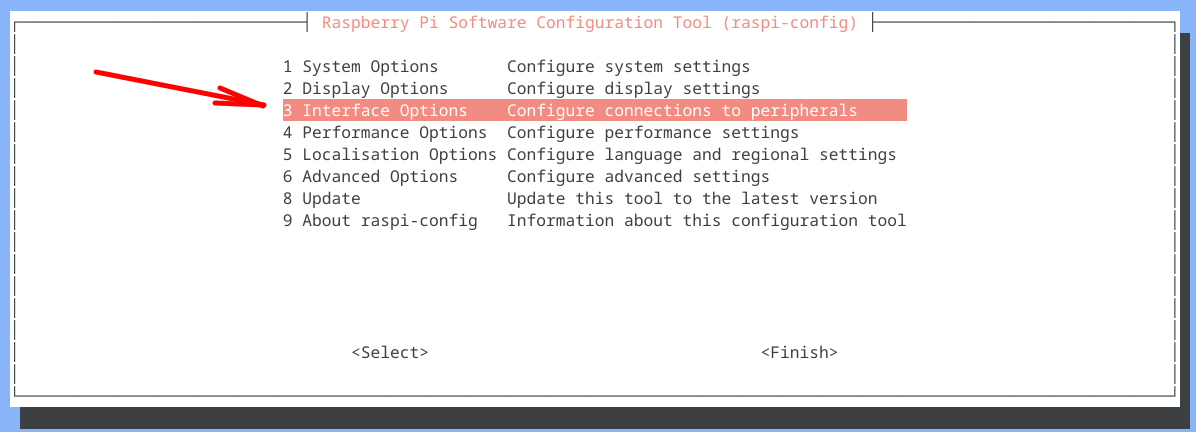 Raspberry Pi Software Configuration Tool (raspi-config)
1 System Options Configure system settings
2 Display Options Configure display settings
3 Interface Options Configure connections to peripherals
4 Performance Options Configure performance settings
5 Localisation Options Configure language and regional settings
6 Advanced Options Configure advanced settings
8 Update Update this tool to the latest version
9 About raspi-config Information about this configuration tool
<Select> <Finish>